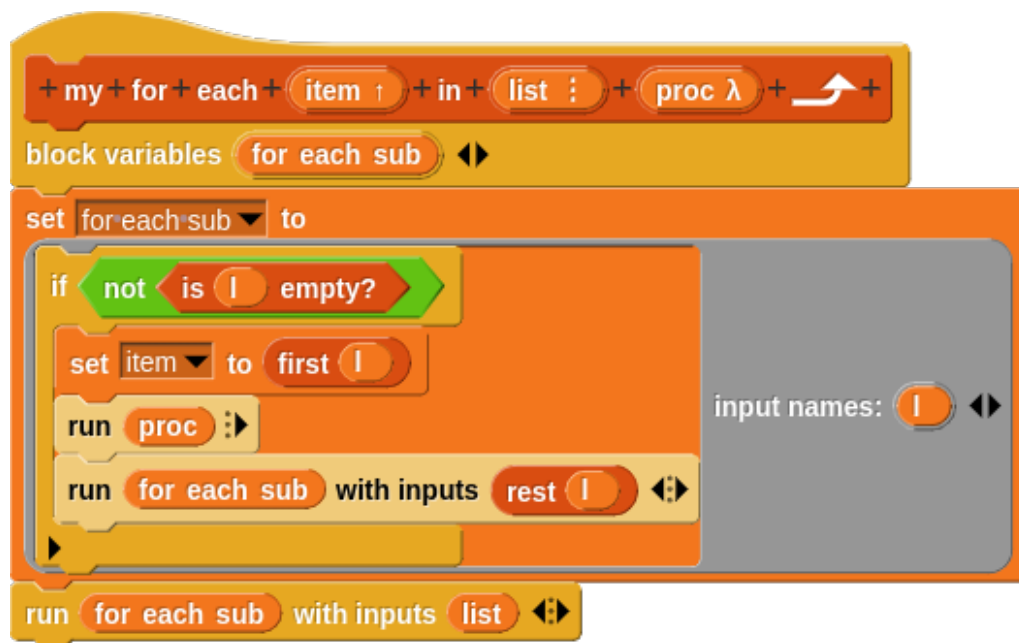 + my + for + each + item ↑ + in + list ⋮ + proc λ + +
block variables for each sub
set for each sub to
if not is l empty?
set item to first l
run proc
input names: l
run for each sub with inputs rest l
run for each sub with inputs list